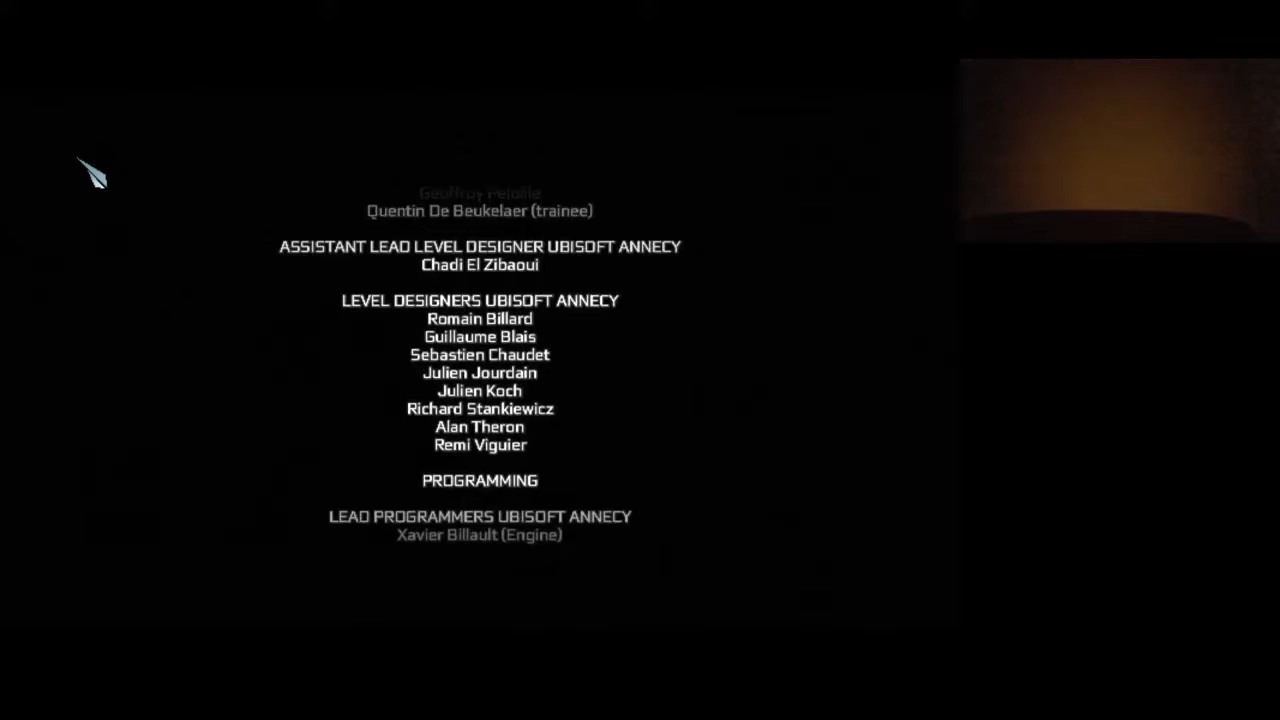 Quentin De Beukelaer (trainee)
ASSISTANT LEAD LEVEL DESIGNER UBISOFT ANNECY
Chadi El Zibaoui
LEVEL DESIGNERS UBISOFT ANNECY
Romain Billard
Guillaume Blais
Sebastien Chaudet
Julien Jourdain
Julien Koch
Richard Stankiewicz
Alan Theron
Remi Viguier
PROGRAMMING
LEAD PROGRAMMERS UBISOFT ANNECY
Xavier Billault (Engine)